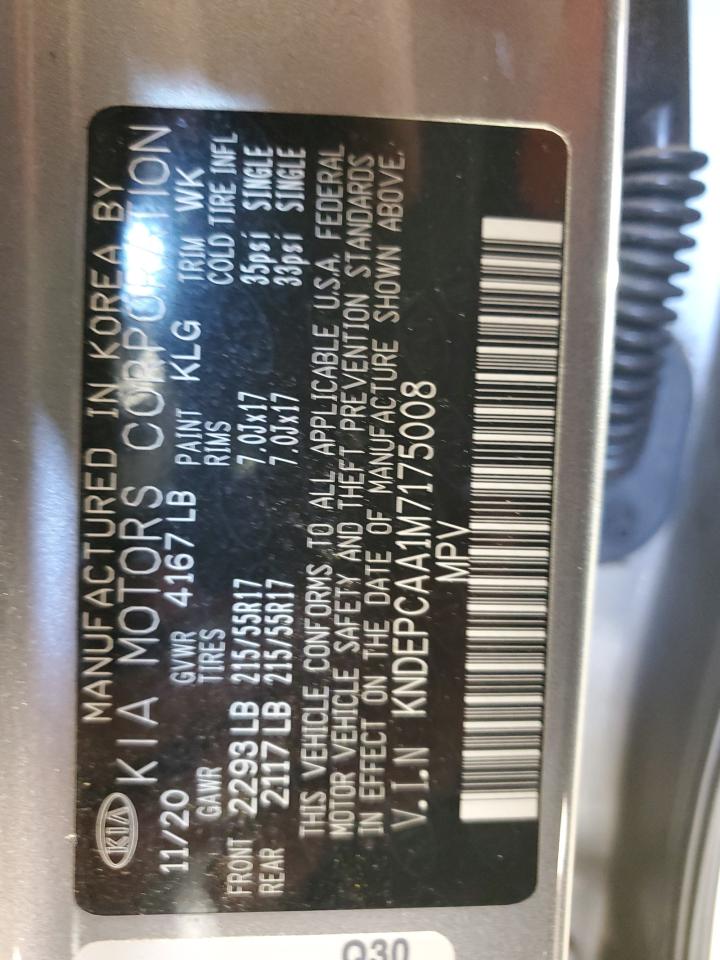 MANUFACTURED IN KOREA BY
KIA KIA MOTORS CORPORATION
11/20 GVWR 4167 LB PAINT KLG TRIM WK
GAWR TIRES RIMS COLD TIRE INFL
FRONT 2293 LB 215/55R17 7.0Jx17 35psi SINGLE
REAR 2117 LB 215/55R17 7.0Jx17 33psi SINGLE
THIS VEHICLE CONFORMS TO ALL APPLICABLE U.S.A. FEDERAL
MOTOR VEHICLE SAFETY AND THEFT PREVENTION STANDARDS
IN EFFECT ON THE DATE OF MANUFACTURE SHOWN ABOVE.
V.I.N KNDEPCAA1M7175008
MPV
Q30